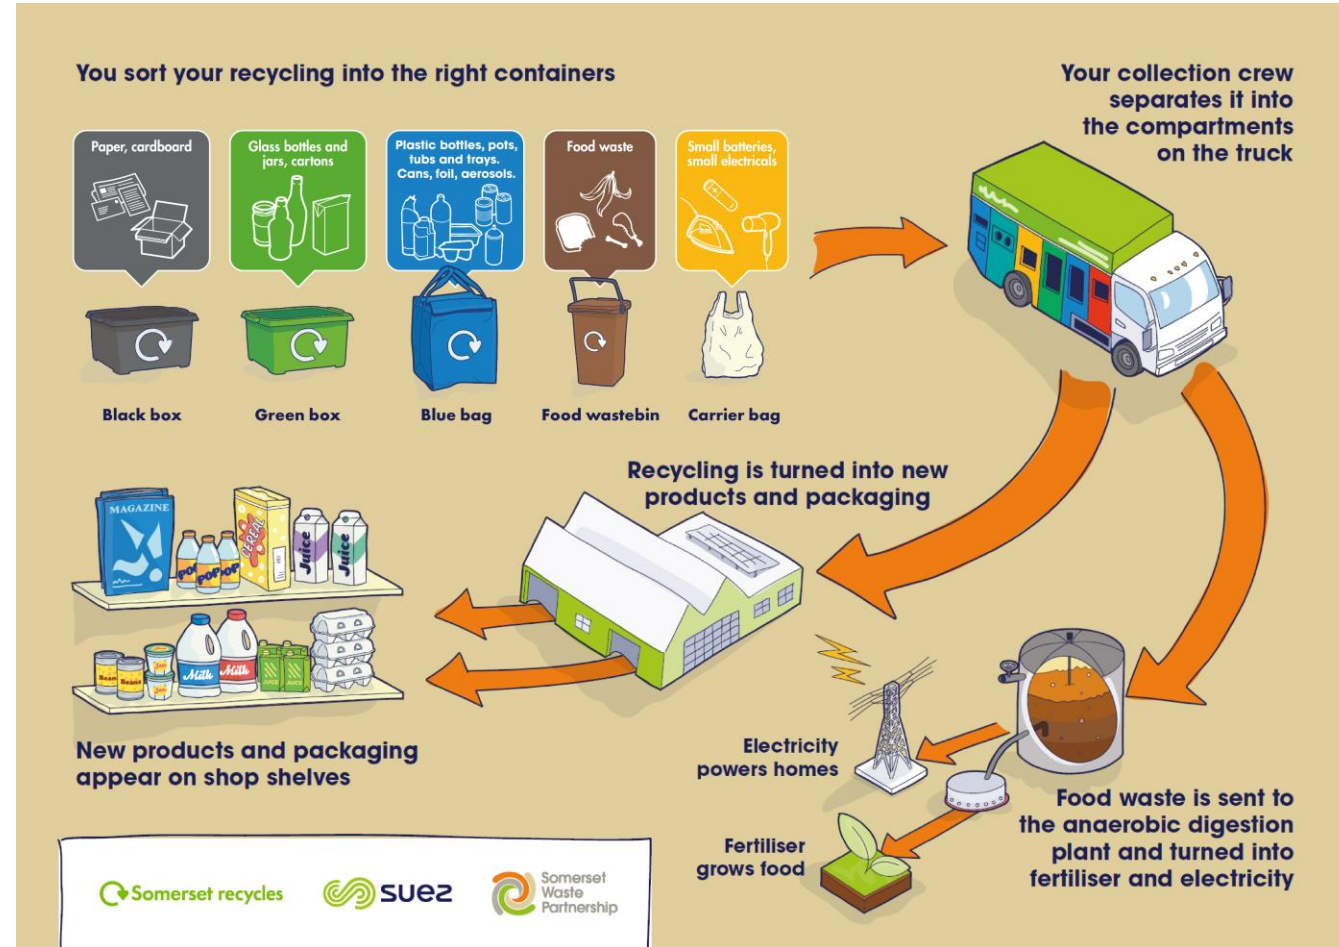 You sort your recycling into the right containers
Your collection crew
separates it into
the compartments
on the truck
Paper, cardboard
Glass bottles and
jars, cartons
Plastic bottles, pots,
tubs and trays.
Cans, foil, aerosols.
Food waste
Small batteries,
small electricals
Black box
Green box
Blue bag
Food wastebin
Carrier bag
Recycling is turned into new
products and packaging
MAGAZINE
POP
POP
POP
CEREAL
Juice
Juice
Beans
Beans
Milk
Milk
JUICE
JUICE
New products and packaging
appear on shop shelves
Electricity
powers homes
Fertiliser
grows food
Food waste is sent to
the anaerobic digestion
plant and turned into
fertiliser and electricity
Somerset recycles
suez
Somerset
Waste
Partnership